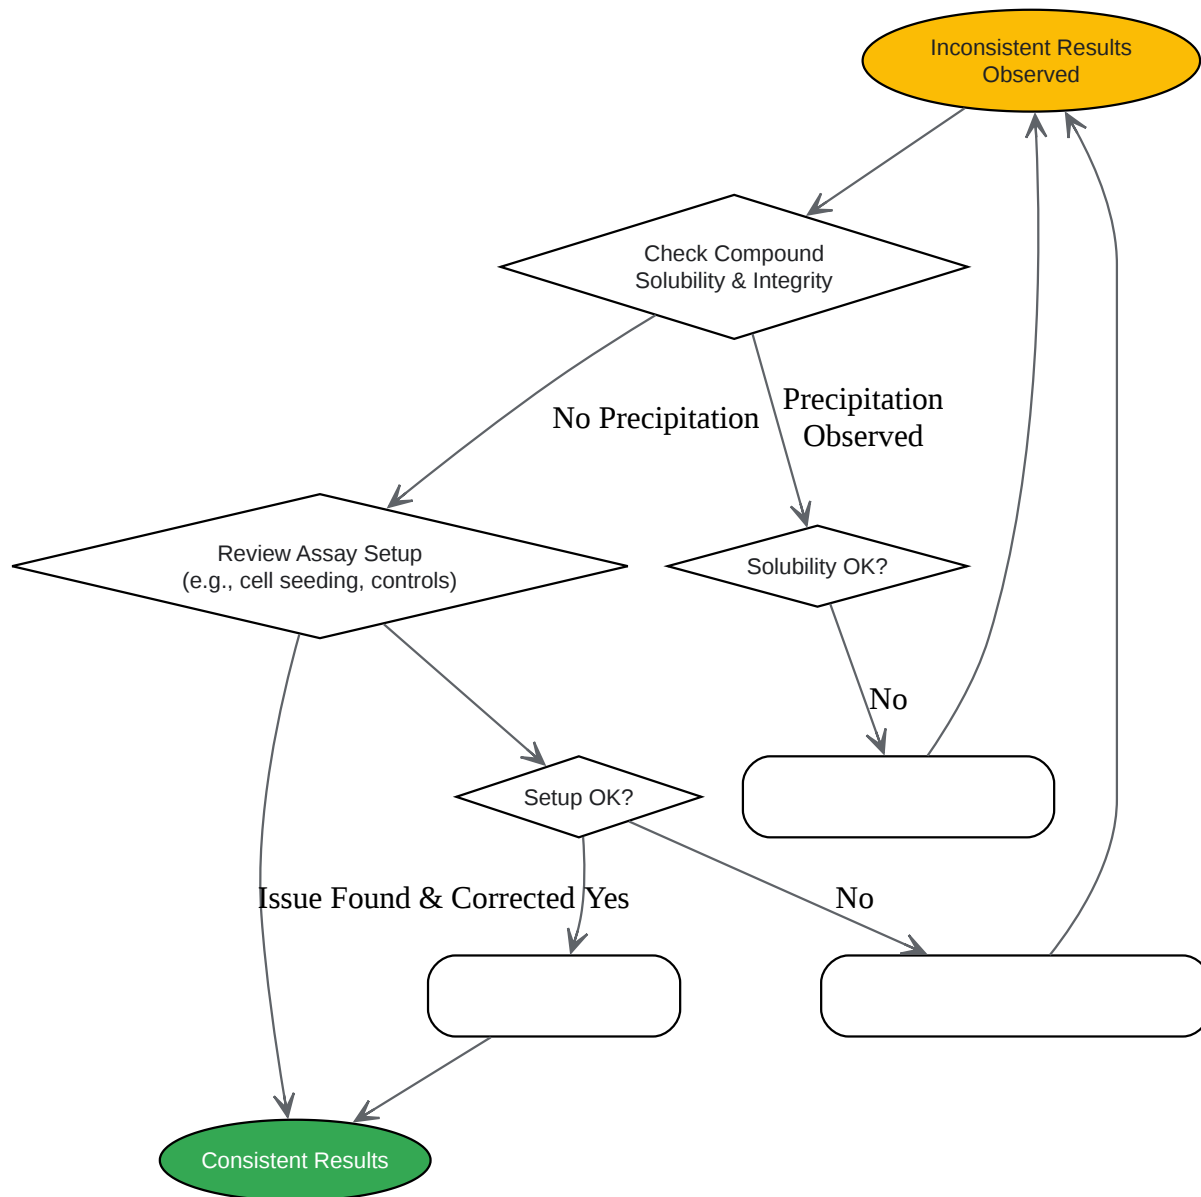 Inconsistent Results
Observed
Check Compound
Solubility & Integrity
No Precipitation
Precipitation
Observed
Review Assay Setup
(e.g., cell seeding, controls)
Solubility OK?
No
Setup OK?
Issue Found & Corrected
Yes
No
Consistent Results